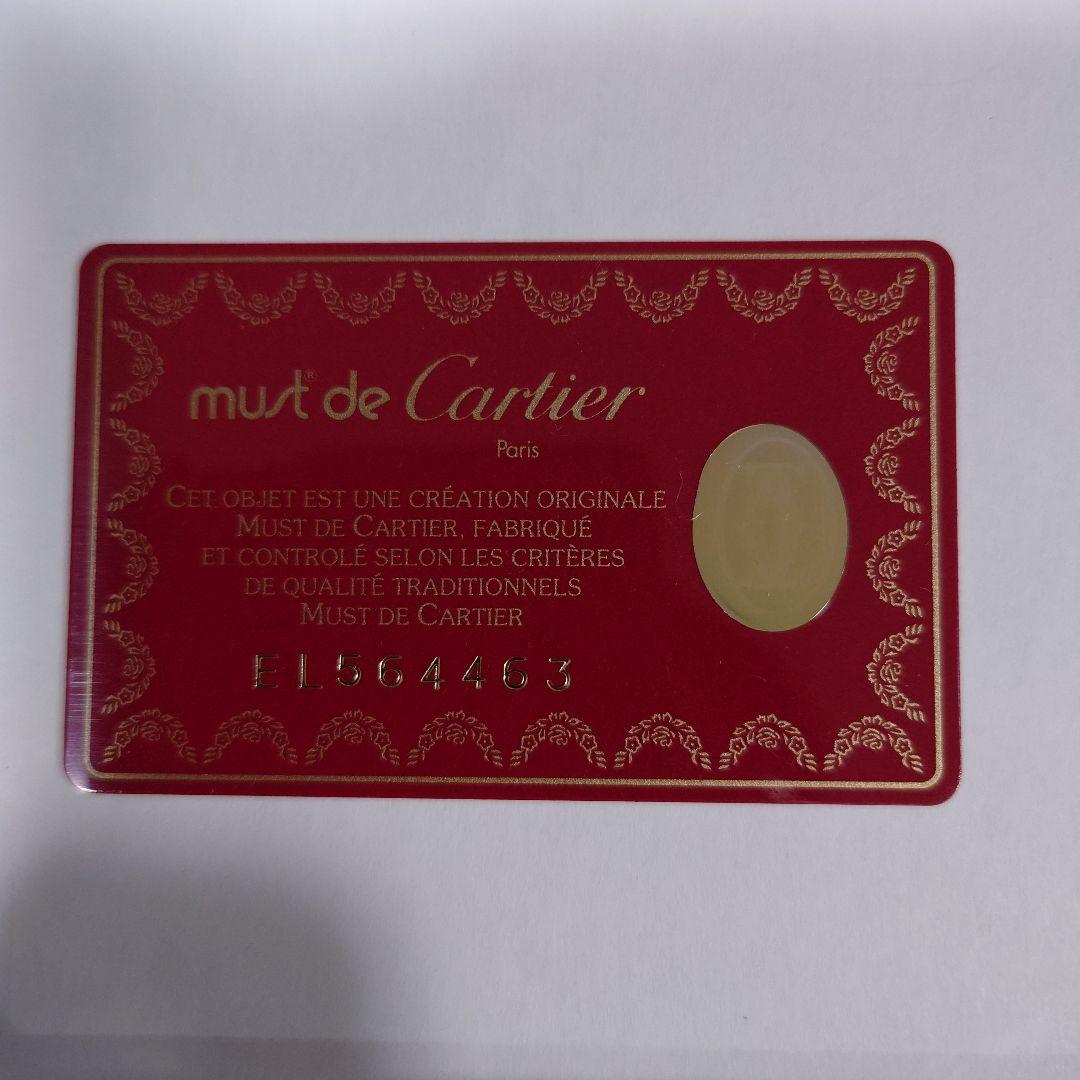 must® de Cartier
Paris
CET OBJET EST UNE CRÉATION ORIGINALE
MUST DE CARTIER, FABRIQUÉ
ET CONTROLÉ SELON LES CRITÈRES
DE QUALITÉ TRADITIONNELS
MUST DE CARTIER
EL564463